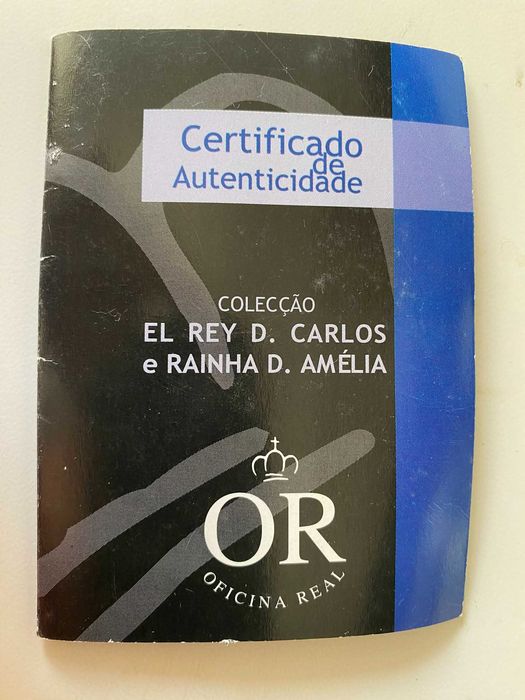 Certificado
de
Autenticidade
COLECÇÃO
EL REY D. CARLOS
e RAINHA D. AMÉLIA
OR
OFICINA REAL